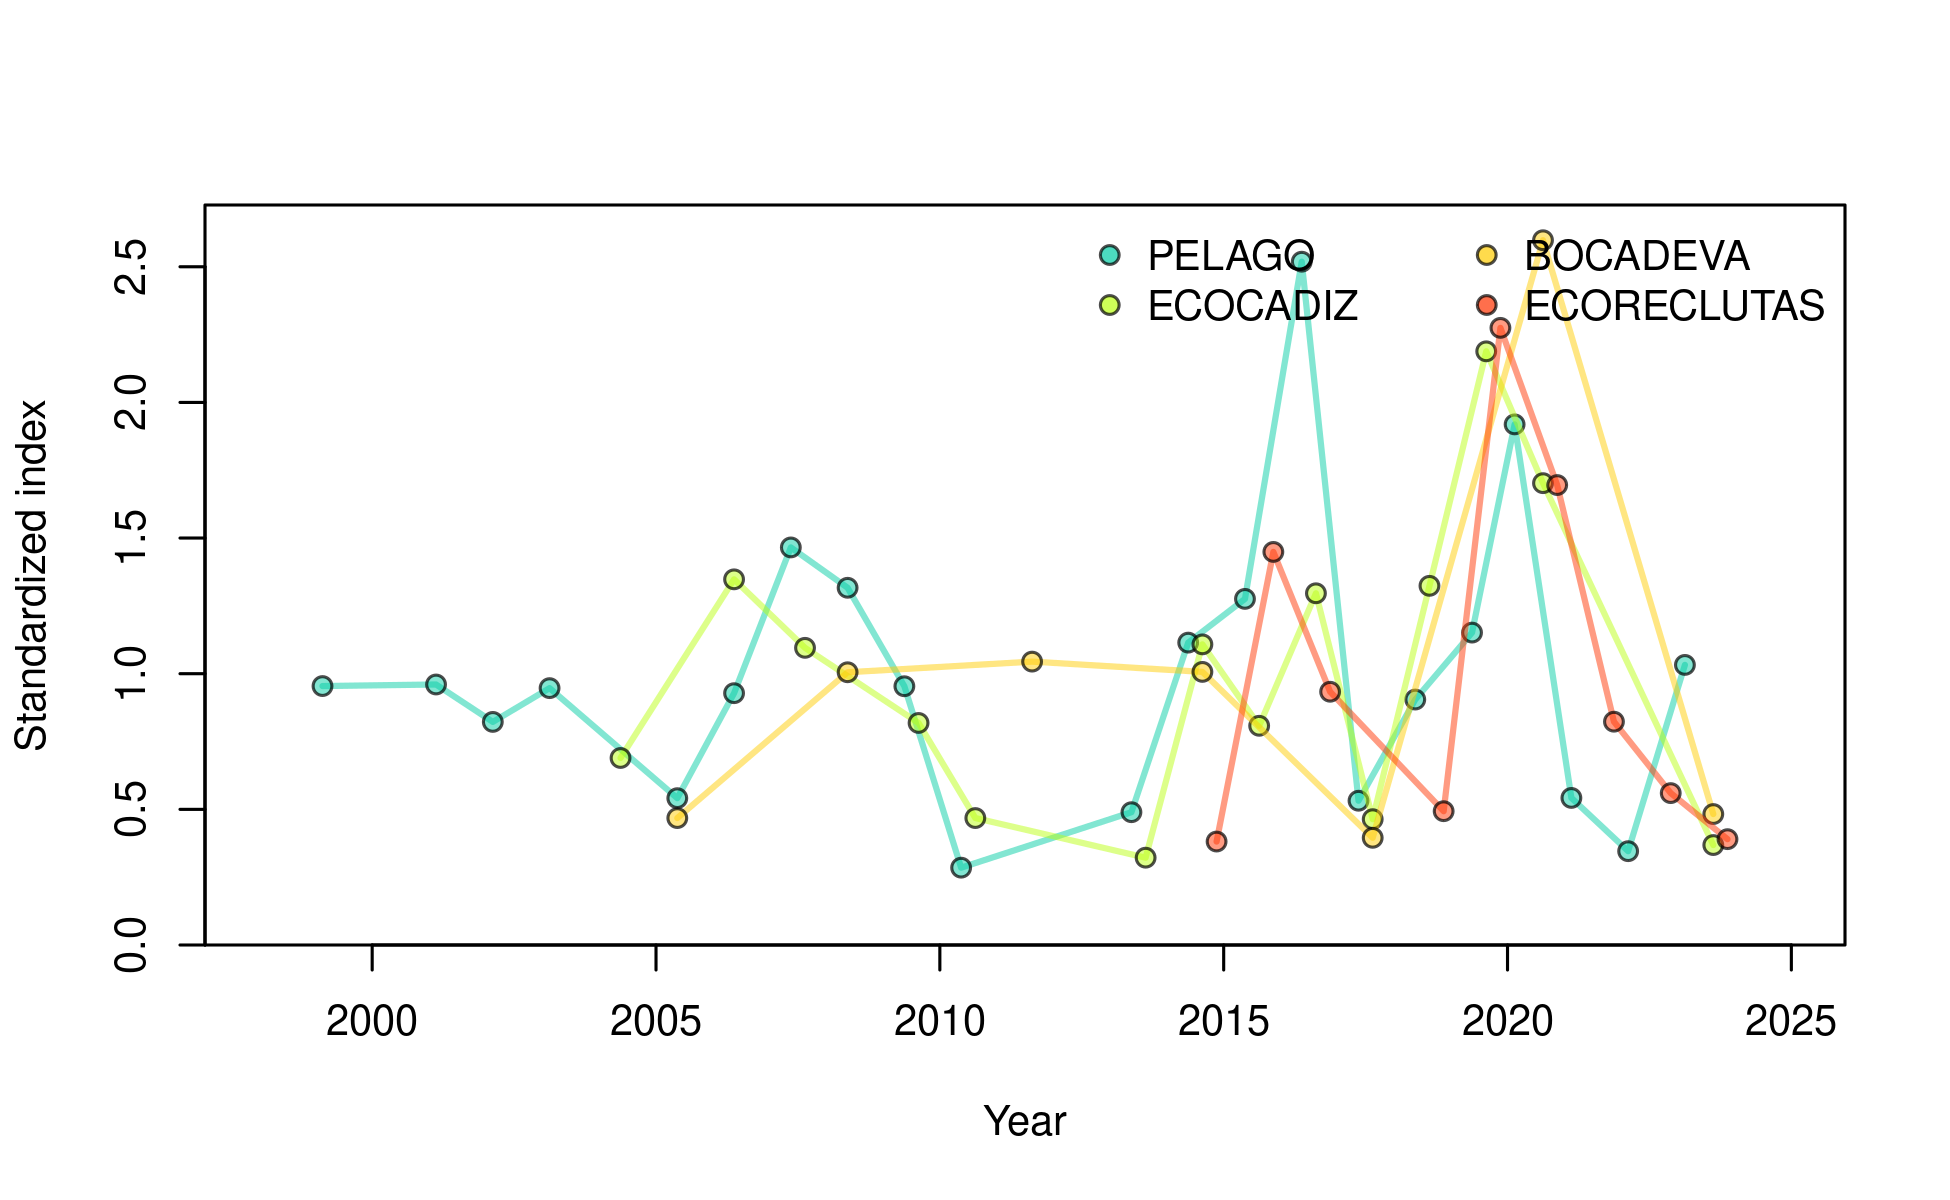 PELAGO BOCADEVA
ECOCADIZ ECORECLUTAS
Standardized index
2.5
2.0
1.5
1.0
0.5
0.0
2000 2005 2010 2015 2020 2025
Year